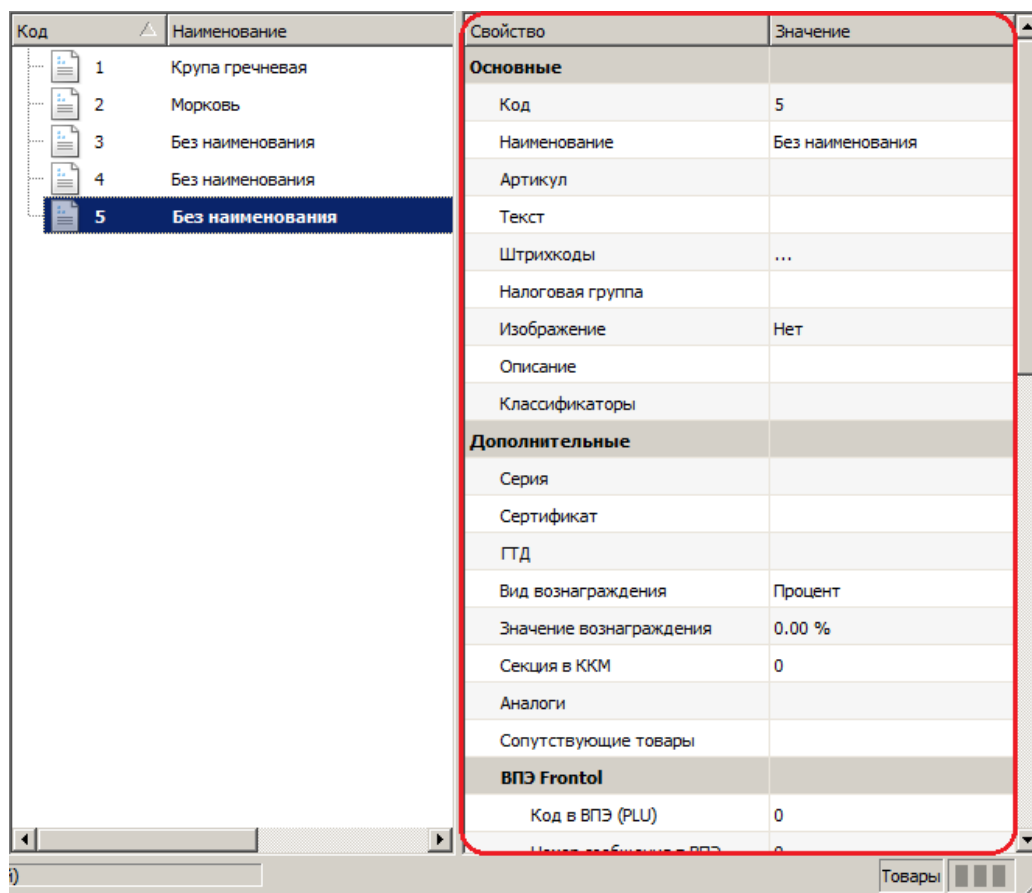 Код Наименование
1 Крупа гречневая
2 Морковь
3 Без наименования
4 Без наименования
5 Без наименования
Свойство Значение
Основные
Код 5
Наименование Без наименования
Артикул
Текст
Штрихкоды ...
Налоговая группа
Изображение Нет
Описание
Классификаторы
Дополнительные
Серия
Сертификат
ГТД
Вид вознаграждения Процент
Значение вознаграждения 0.00 %
Секция в ККМ 0
Аналоги
Сопутствующие товары
ВПЭ Frontol
Код в ВПЭ (PLU) 0
й)
Товары